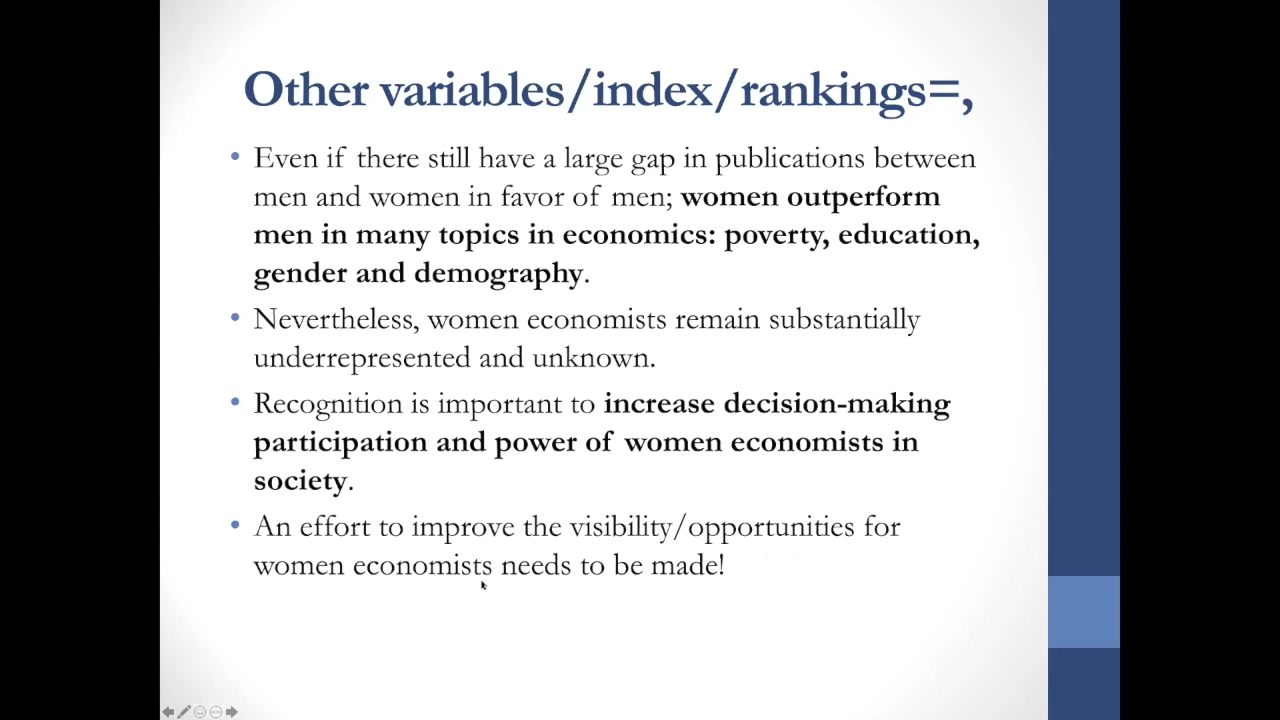 Other variables/index/rankings=,
• Even if there still have a large gap in publications between
men and women in favor of men; women outperform
men in many topics in economics: poverty, education,
gender and demography.
• Nevertheless, women economists remain substantially
underrepresented and unknown.
• Recognition is important to increase decision-making
participation and power of women economists in
society.
• An effort to improve the visibility/opportunities for
women economists needs to be made!